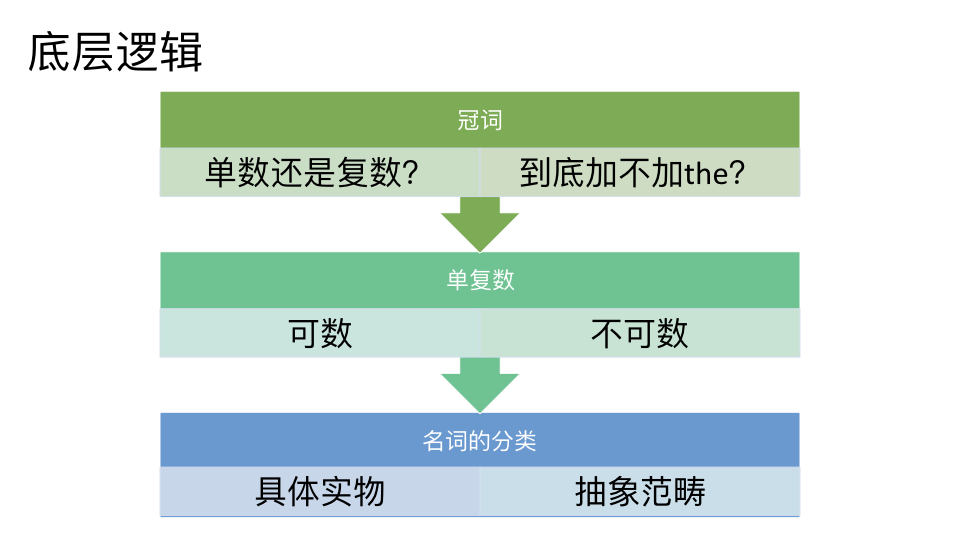 底层逻辑
冠词
单数还是复数？
到底加不加the？
单复数
可数
不可数
名词的分类
具体实物
抽象范畴